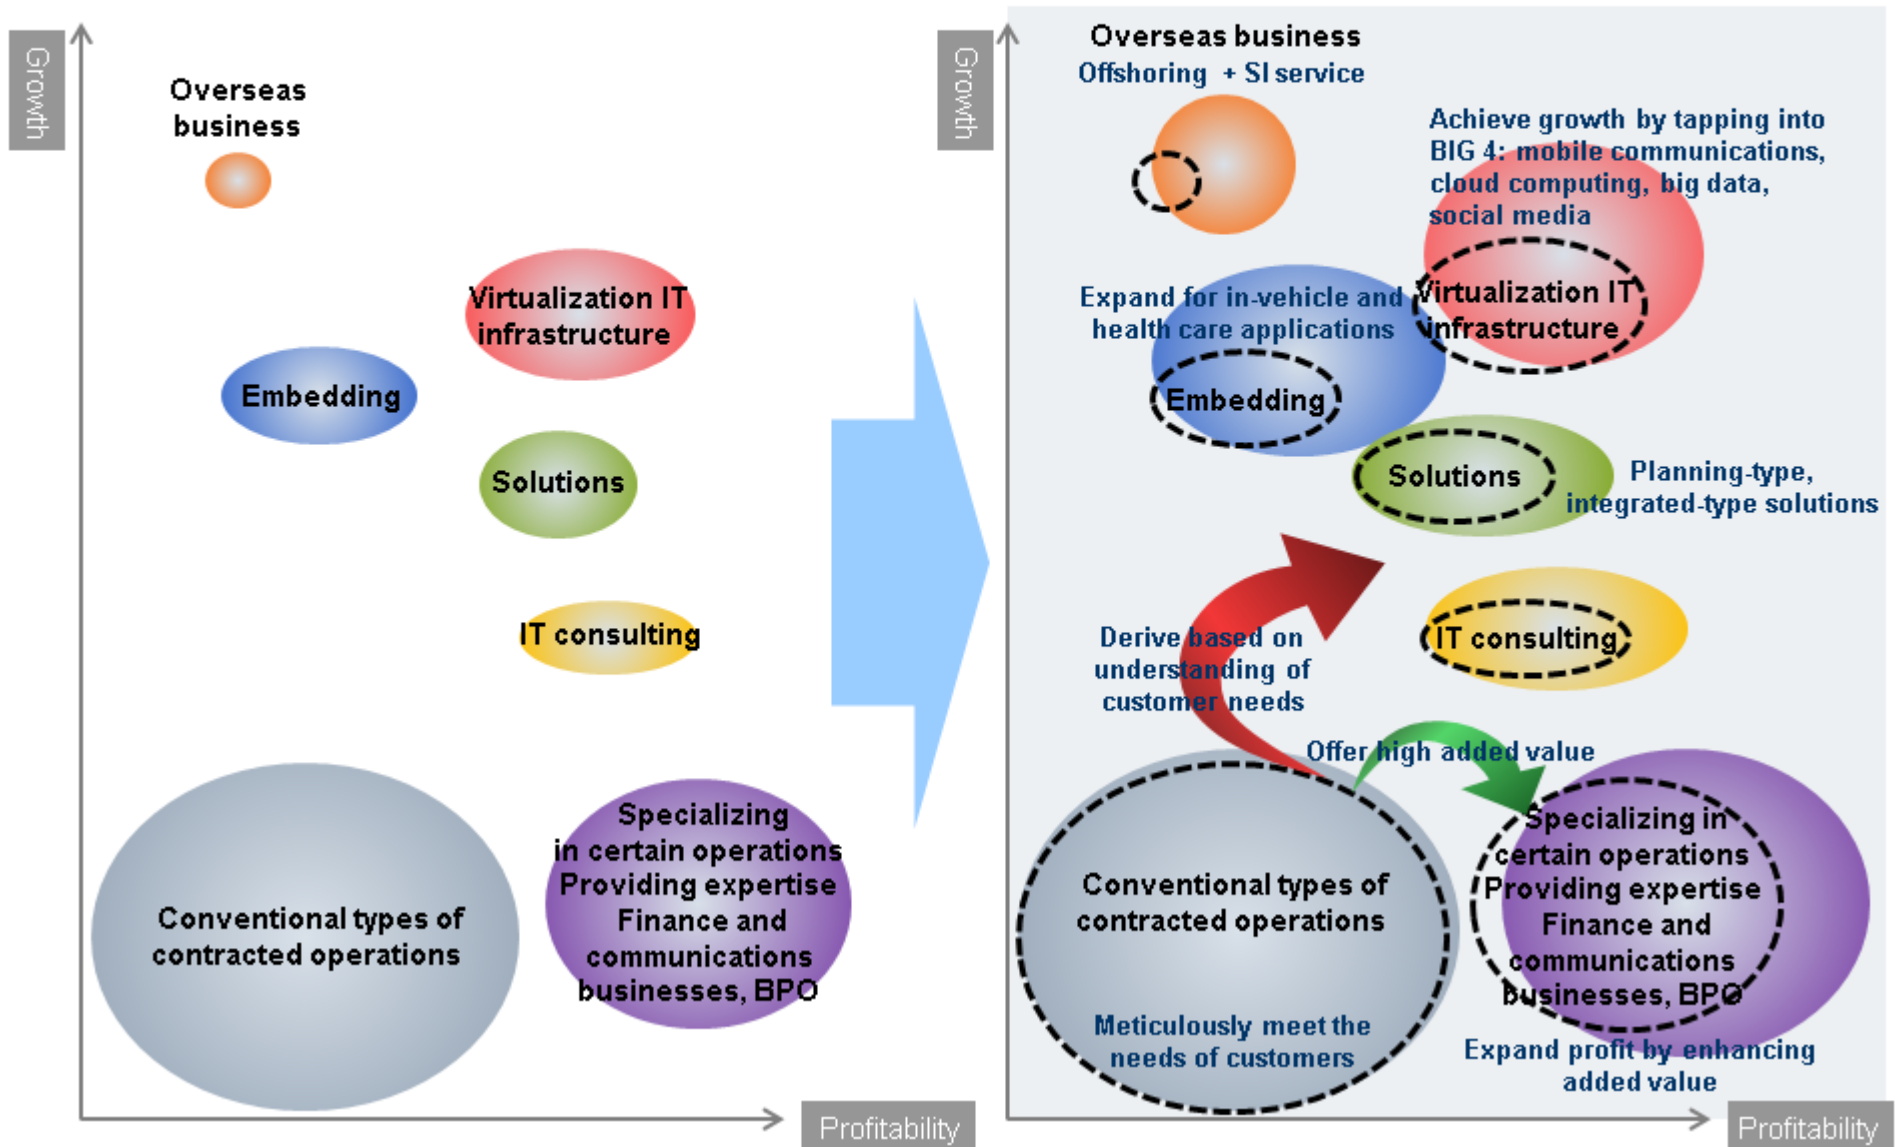 Growth
Overseas
business
Virtualization IT
infrastructure
Embedding
Solutions
IT consulting
Conventional types of
contracted operations
Specializing
in certain operations
Providing expertise
Finance and
communications
businesses, BPO
Profitability
Growth
Overseas business
Offshoring + SI service
Achieve growth by tapping into
BIG 4: mobile communications,
cloud computing, big data,
social media
Virtualization IT
infrastructure
Expand for in-vehicle and
health care applications
Embedding
Solutions
Planning-type,
integrated-type solutions
IT consulting
Derive based on
understanding of
customer needs
Offer high added value
Conventional types of
contracted operations
Meticulously meet the
needs of customers
Specializing in
certain operations
Providing expertise
Finance and
communications
businesses, BPO
Expand profit by enhancing
added value
Profitability